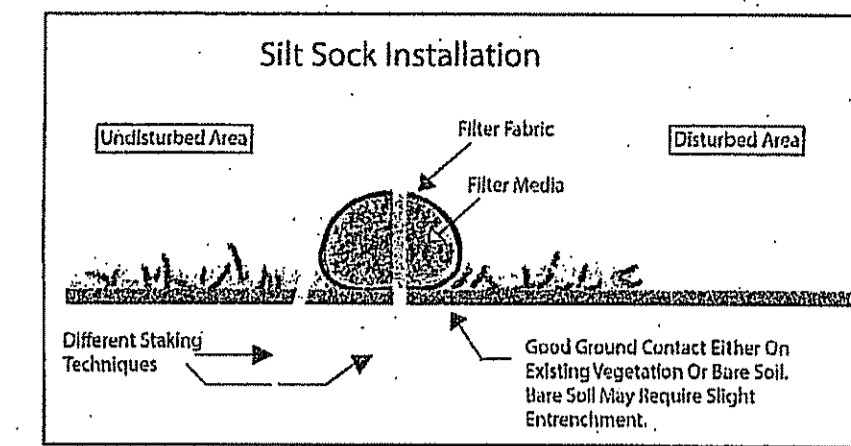 Silt Sock Installation
Undisturbed Area
Filter Fabric
Disturbed Area
Filter Media
Different Staking
Techniques
Good Ground Contact Either On
Existing Vegetation Or Bare Soil.
Bare Soil May Require Slight
Entrenchment.